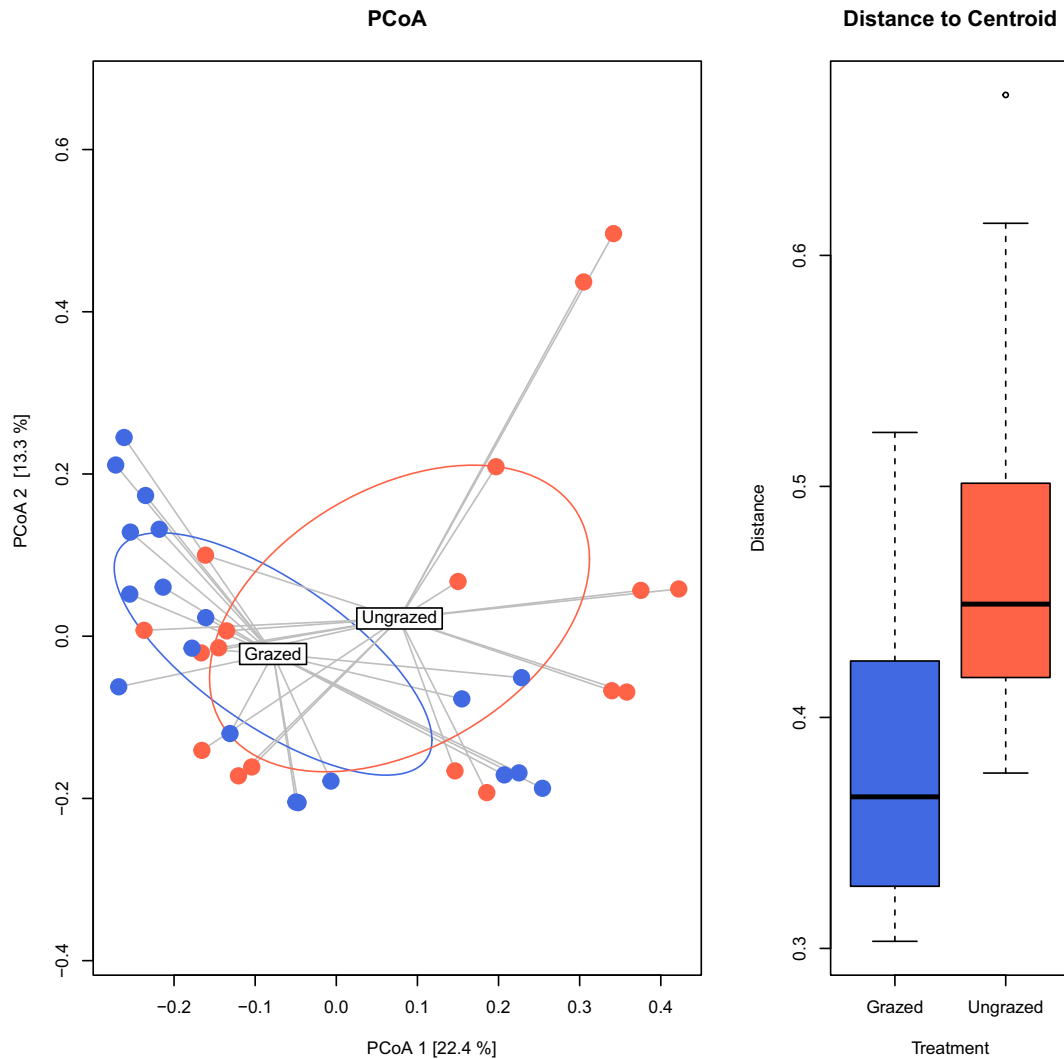 PCoA
Distance to Centroid
PCoA 2  [13.3 %]
0.6
0.4
0.2
0.0
−0.2
−0.4
Ungrazed
Grazed
−0.2
−0.1
0.0
0.1
0.2
0.3
0.4
PCoA 1 [22.4 %]
Distance
0.6
0.5
0.4
0.3
Grazed
Ungrazed
Treatment